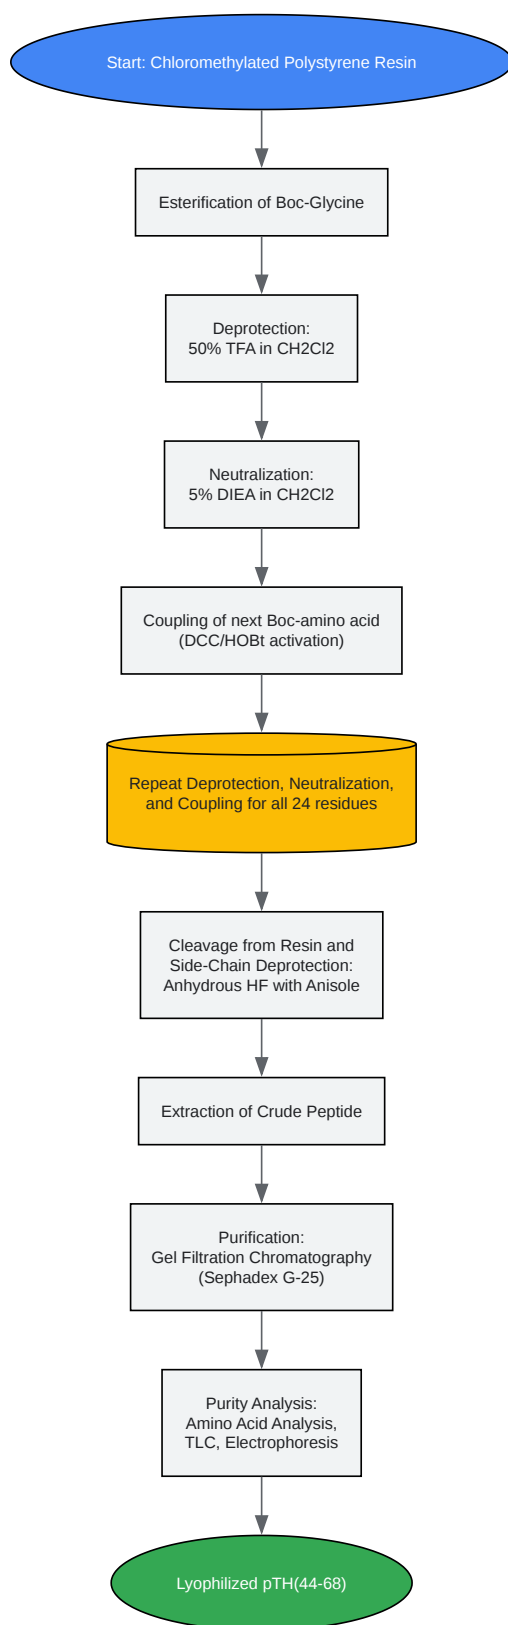 Start: Chloromethylated Polystyrene Resin
Esterification of Boc-Glycine
Deprotection:
50% TFA in CH2Cl2
Neutralization:
5% DIEA in CH2Cl2
Coupling of next Boc-amino acid
(DCC/HOBt activation)
Repeat Deprotection, Neutralization,
and Coupling for all 24 residues
Cleavage from Resin and
Side-Chain Deprotection:
Anhydrous HF with Anisole
Extraction of Crude Peptide
Purification:
Gel Filtration Chromatography
(Sephadex G-25)
Purity Analysis:
Amino Acid Analysis,
TLC, Electrophoresis
Lyophilized pTH(44-68)